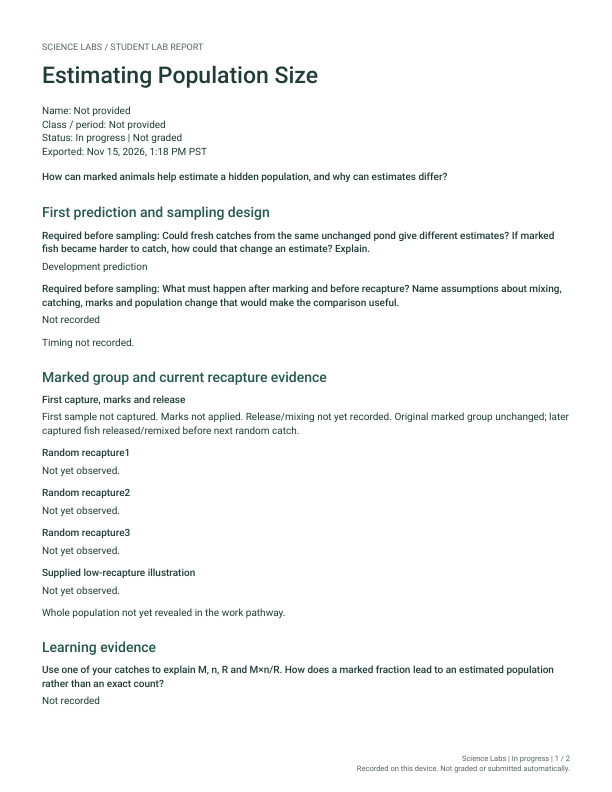 SCIENCE LABS / STUDENT LAB REPORT
Estimating Population Size
Name: Not provided
Class / period: Not provided
Status: In progress | Not graded
Exported: Nov 15, 2026, 1:18 PM PST
How can marked animals help estimate a hidden population, and why can estimates differ?
First prediction and sampling design
Required before sampling: Could fresh catches from the same unchanged pond give different estimates? If marked
fish became harder to catch, how could that change an estimate? Explain.
Development prediction
Required before sampling: What must happen after marking and before recapture? Name assumptions about mixing,
catching, marks and population change that would make the comparison useful.
Not recorded
Timing not recorded.
Marked group and current recapture evidence
First capture, marks and release
First sample not captured. Marks not applied. Release/mixing not yet recorded. Original marked group unchanged; later
captured fish released/remixed before next random catch.
Random recapture1
Not yet observed.
Random recapture2
Not yet observed.
Random recapture3
Not yet observed.
Supplied low-recapture illustration
Not yet observed.
Whole population not yet revealed in the work pathway.
Learning evidence
Use one of your catches to explain M, n, R and M×n/R. How does a marked fraction lead to an estimated population
rather than an exact count?
Not recorded
Science Labs | In progress | 1 / 2
Recorded on this device. Not graded or submitted automatically.